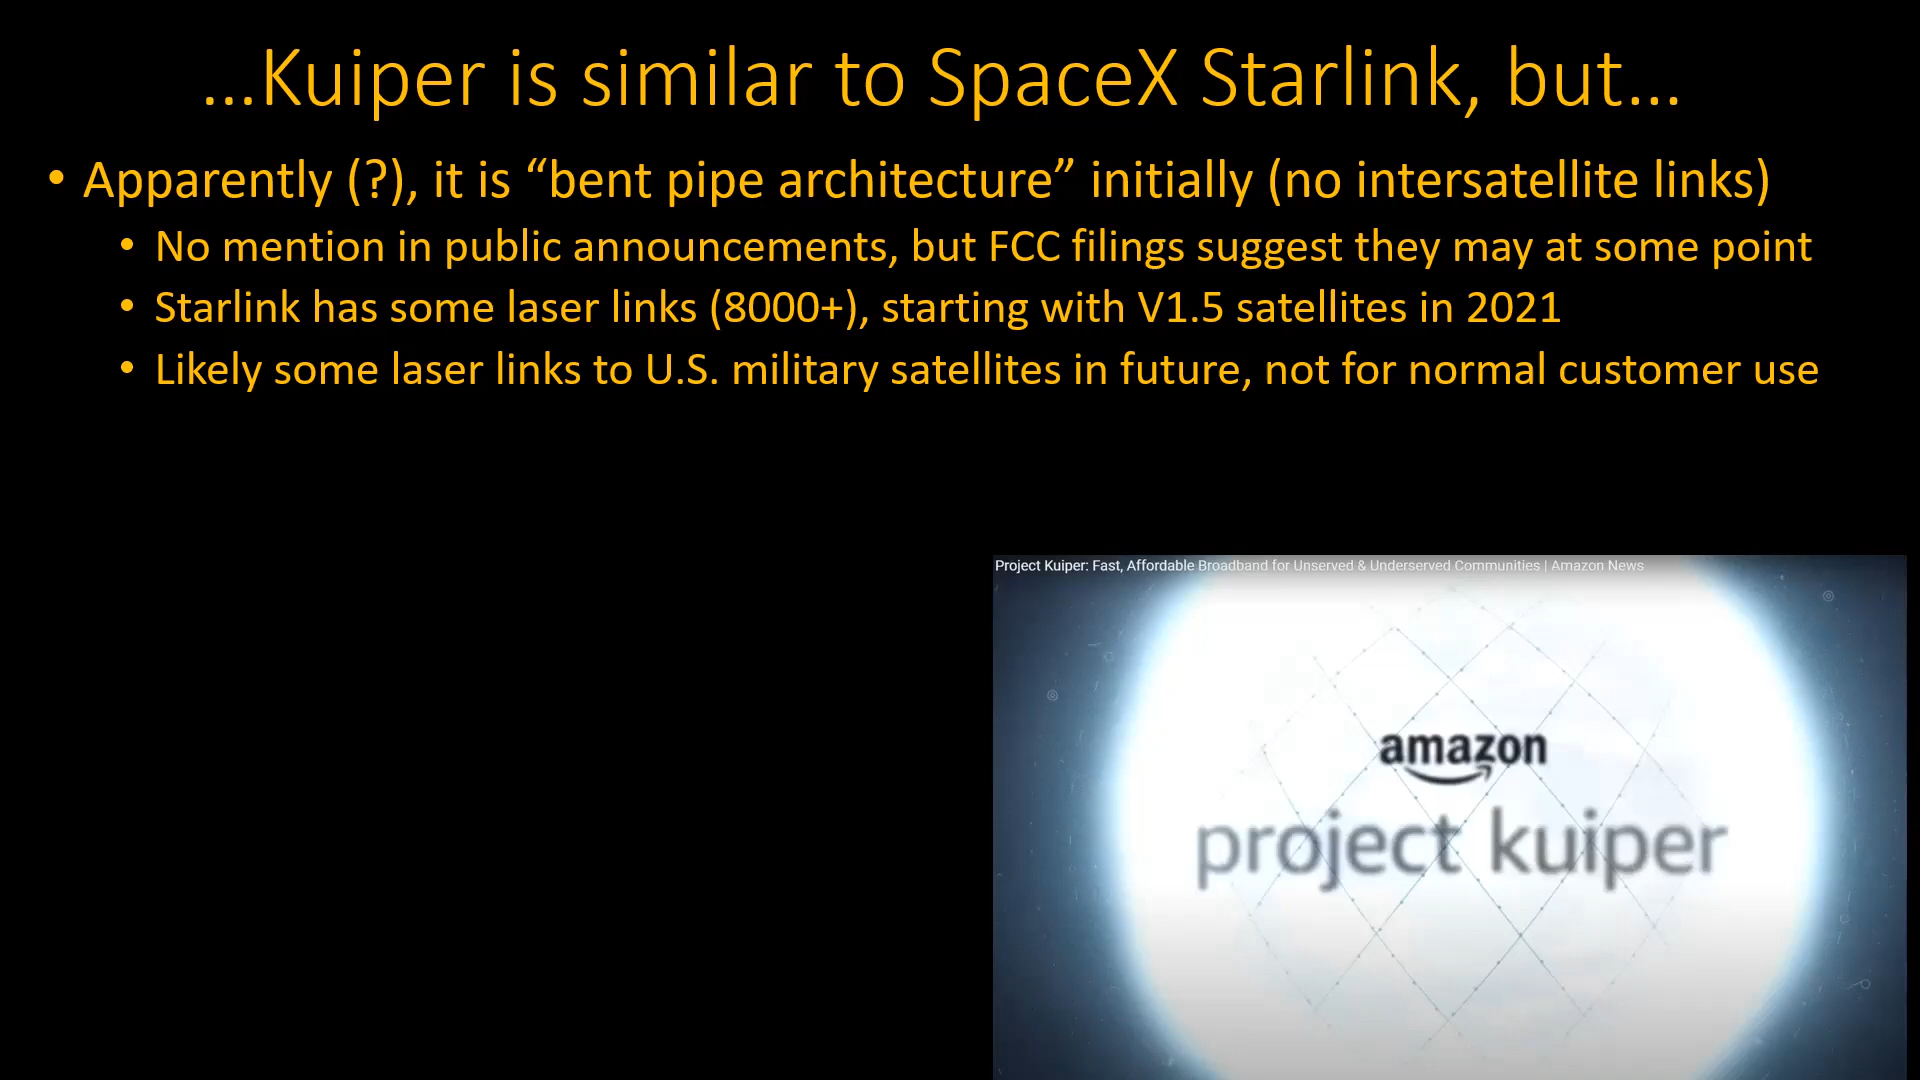 …Kuiper is similar to SpaceX Starlink, but…
• Apparently (?), it is “bent pipe architecture” initially (no intersatellite links)
• No mention in public announcements, but FCC filings suggest they may at some point
• Starlink has some laser links (8000+), starting with V1.5 satellites in 2021
• Likely some laser links to U.S. military satellites in future, not for normal customer use
Project Kuiper: Fast, Affordable Broadband for Unserved & Underserved Communities | Amazon News
amazon
project kuiper